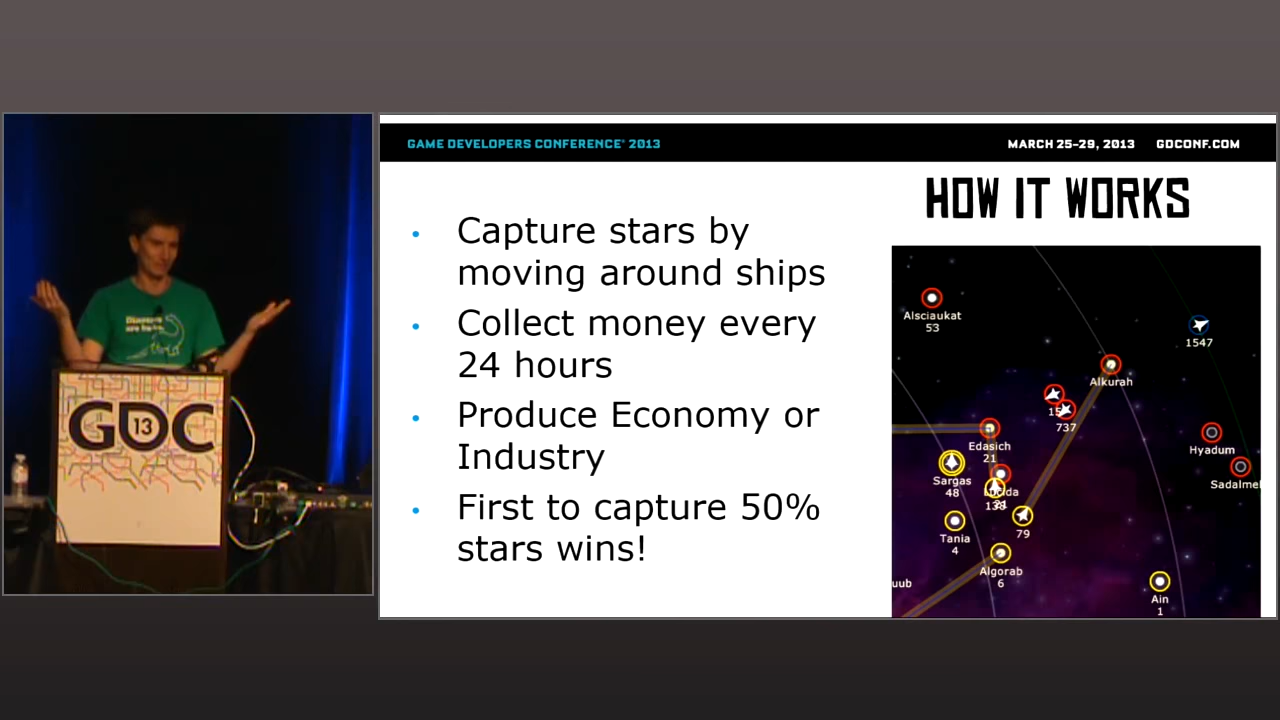 GAME DEVELOPERS CONFERENCE® 2013
MARCH 25-29, 2013 GDCONF.COM
HOW IT WORKS
• Capture stars by
moving around ships
• Collect money every
24 hours
• Produce Economy or
Industry
• First to capture 50%
stars wins!
Alsciaukat
53
1547
Alkurah
737
Edasich
21
Hyadum
Sargas
48
Sadalmel
79
Tania
4
Algorab
6
uub
Ain
1
GDC
13